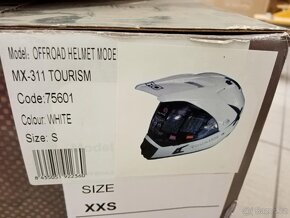 Model: OFFROAD HELMET MODE
MX-311 TOURISM
Code:75601
Colour: WHITE
Size: S
SIZE
XXS